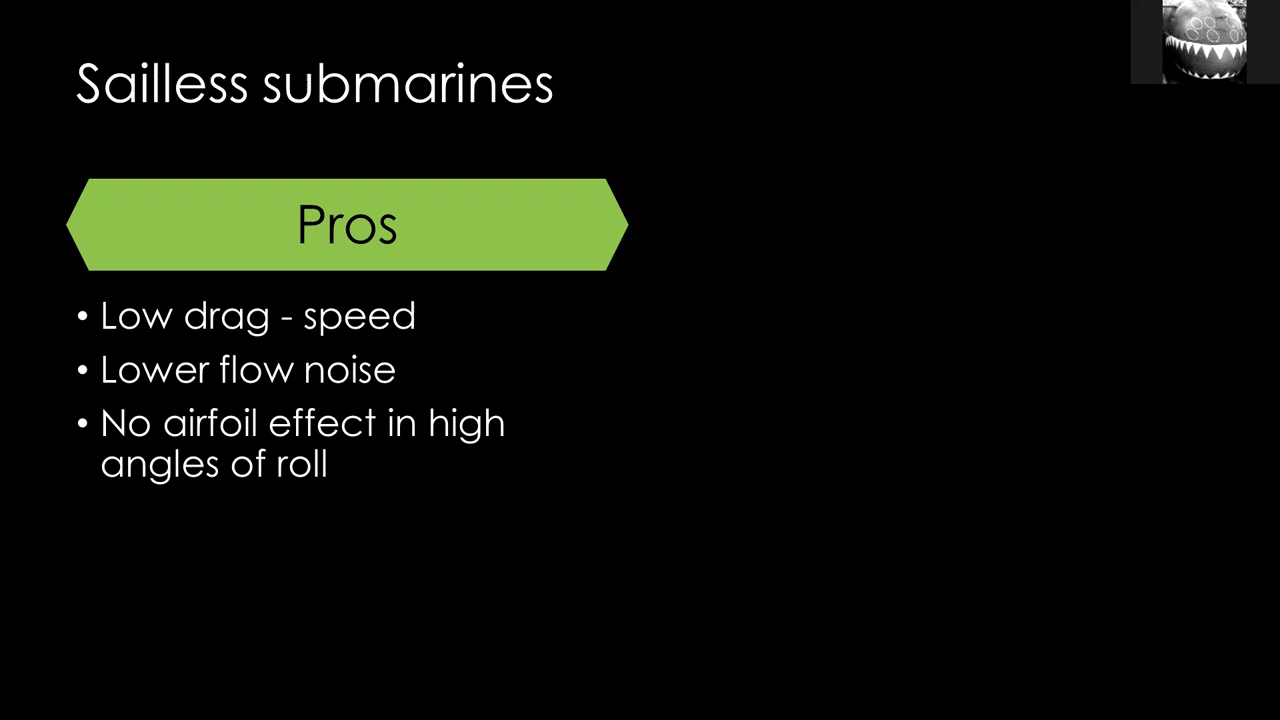 Sailless submarines
Pros
• Low drag - speed
• Lower flow noise
• No airfoil effect in high
angles of roll